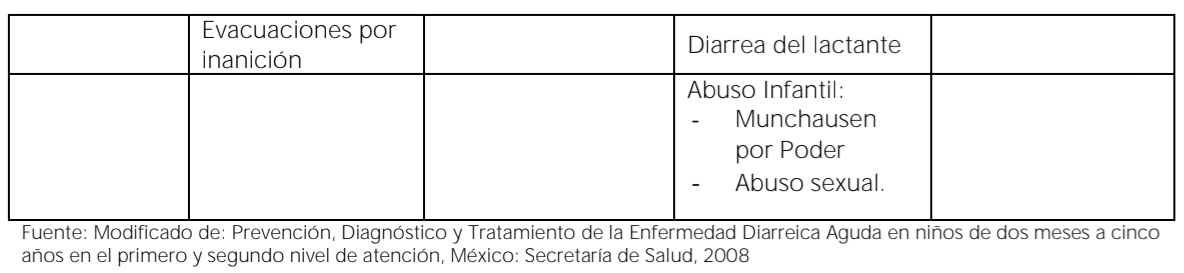 Evacuaciones por
inanición
Diarrea del lactante
Abuso Infantil:
- Munchausen
por Poder
- Abuso sexual.
Fuente: Modificado de: Prevención, Diagnóstico y Tratamiento de la Enfermedad Diarreica Aguda en niños de dos meses a cinco
años en el primero y segundo nivel de atención, México: Secretaría de Salud, 2008